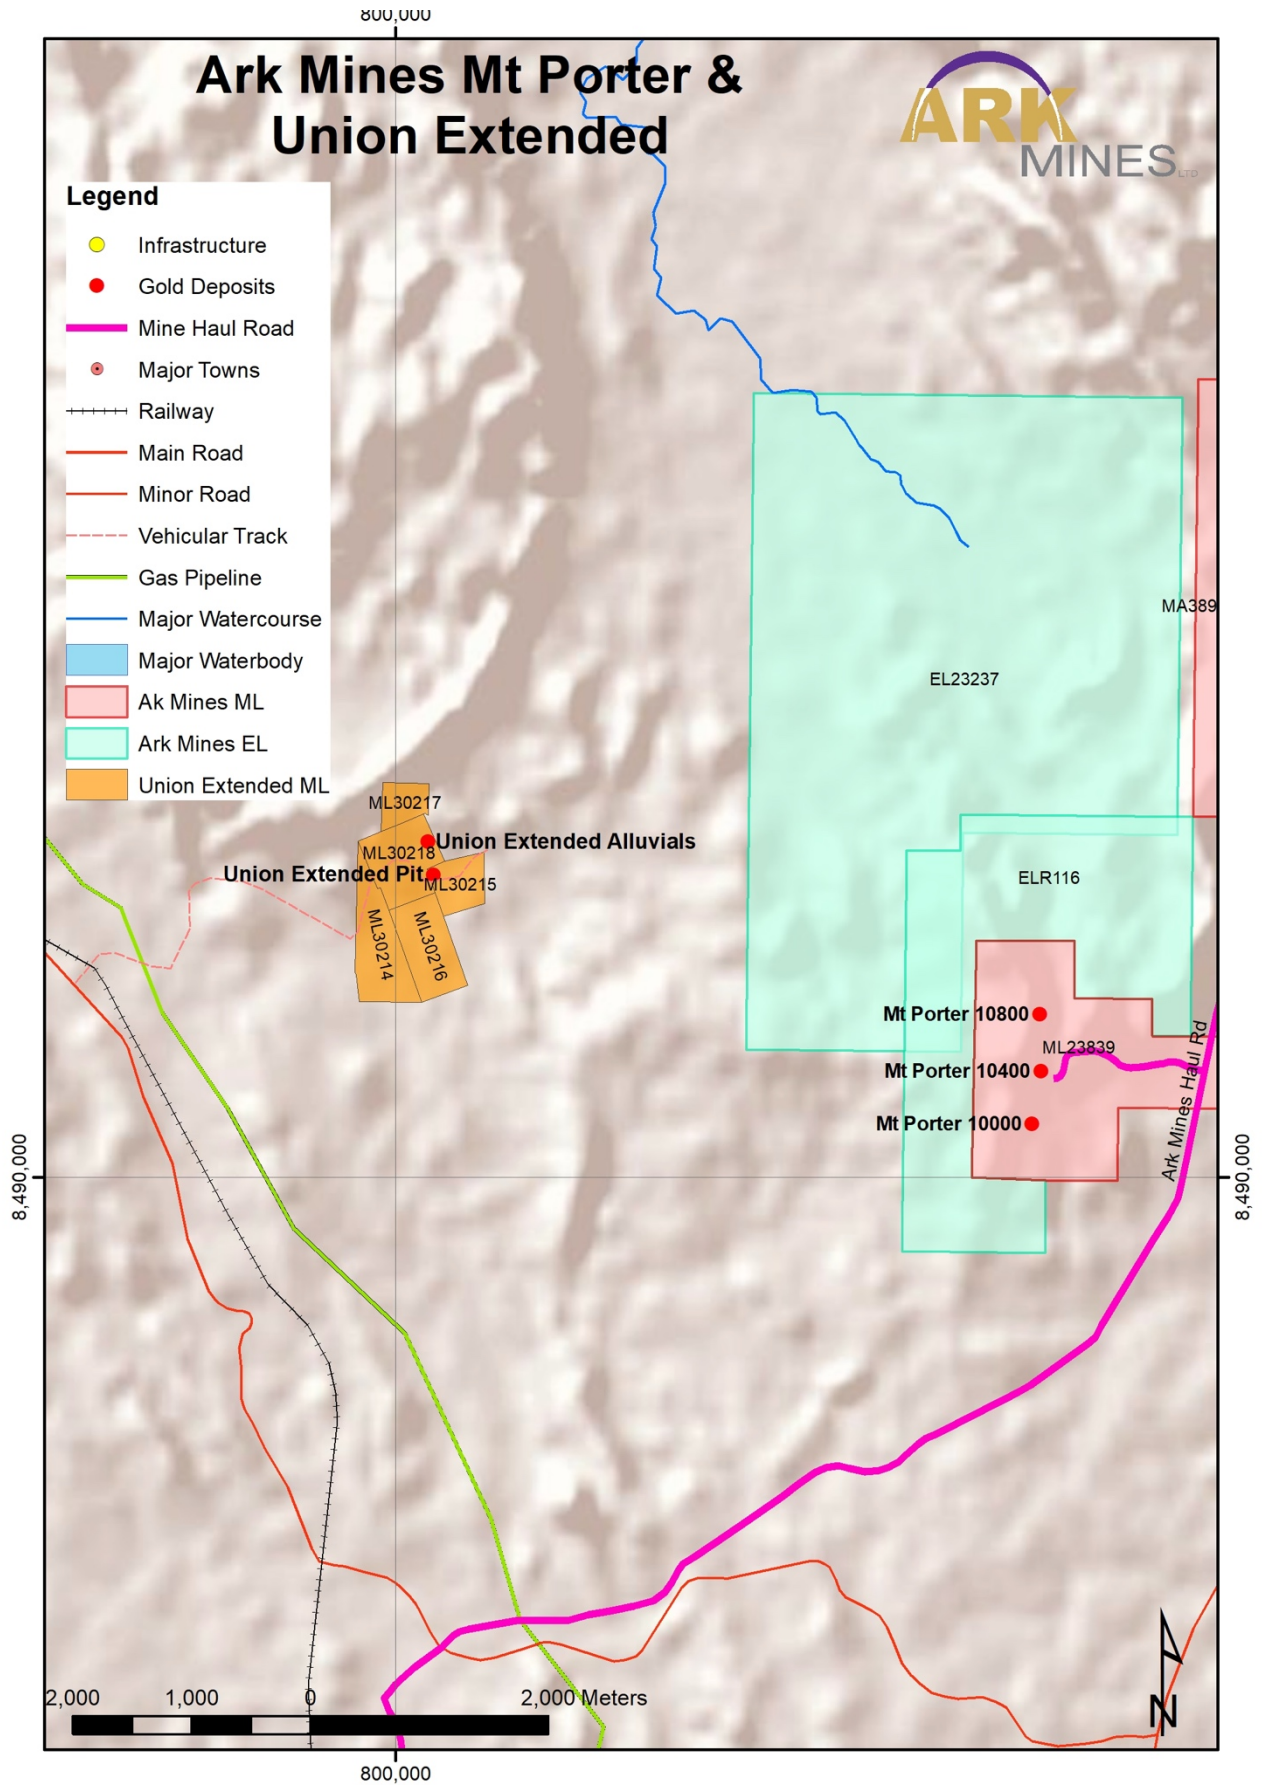 800,000
Ark Mines Mt Porter &
Union Extended
ARK
MINES LTD
Legend
Infrastructure
Gold Deposits
Mine Haul Road
Major Towns
Railway
Main Road
Minor Road
Vehicular Track
Gas Pipeline
Major Watercourse
Major Waterbody
Ak Mines ML
Ark Mines EL
Union Extended ML
MA389
EL23237
ML30217
Union Extended Alluvials
ML30218
Union Extended Pit
ML30215
ELR116
ML30214
ML30216
Mt Porter 10800
ML23839
Mt Porter 10400
Mt Porter 10000
Ark Mines Haul Rd
8,490,000
8,490,000
2,000
1,000
0
2,000 Meters
N
800,000